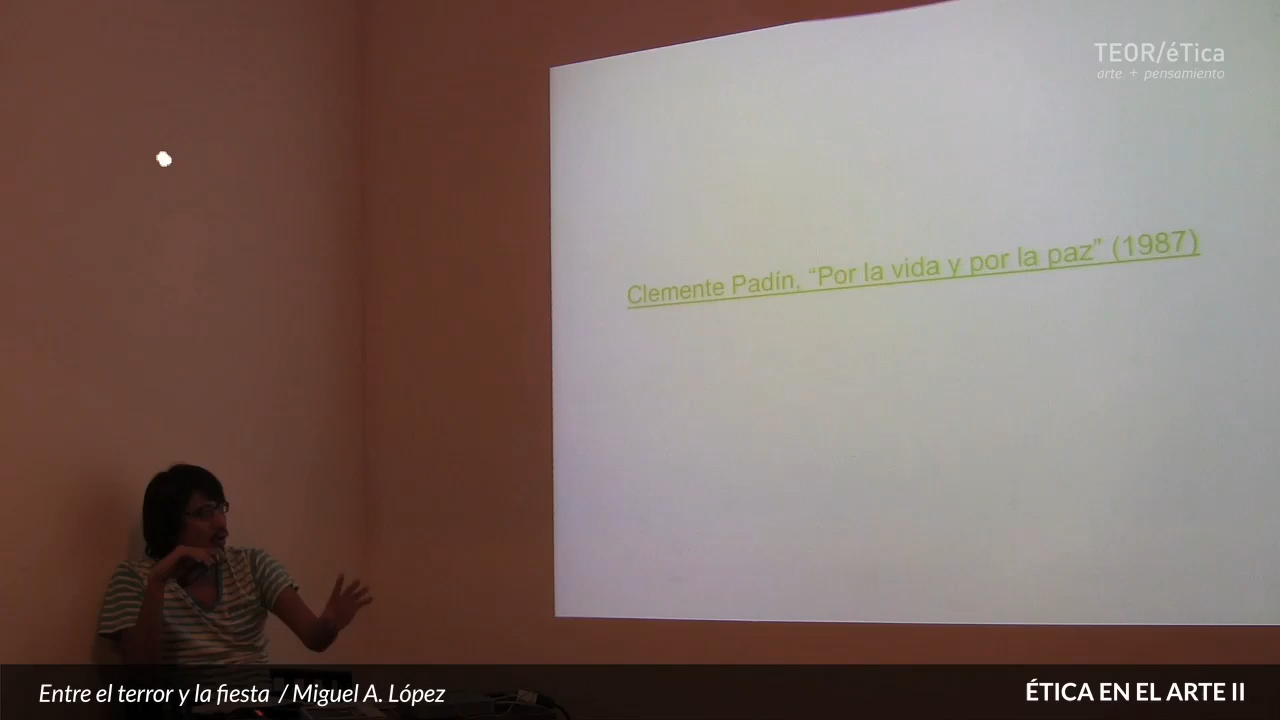 TEOR/éTica
arte + pensamiento
Clemente Padín, “Por la vida y por la paz” (1987)
Entre el terror y la fiesta / Miguel A. López
ÉTICA EN EL ARTE II